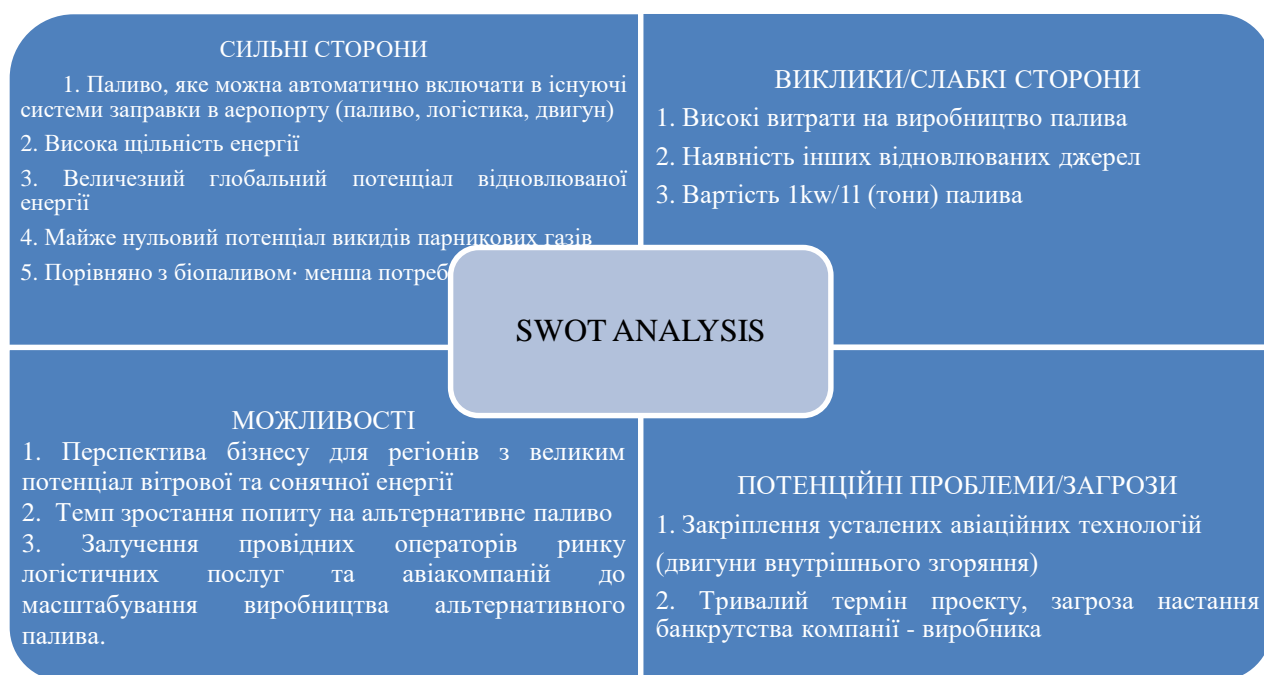 СИЛЬНІ СТОРОНИ
1. Паливо, яке можна автоматично включати в існуючі
системи заправки в аеропорту (паливо, логістика, двигун)
2. Висока щільність енергії
3. Величезний глобальний потенціал відновлюваної
енергії
4. Майже нульовий потенціал викидів парникових газів
5. Порівняно з біопаливом· менша
ВИКЛИКИ/СЛАБКІ СТОРОНИ
1. Високі витрати на виробництво палива
2. Наявність інших відновлюваних джерел
3. Вартість 1kw/1l (тони) палива
SWOT ANALYSIS
МОЖЛИВОСТІ
1. Перспектива бізнесу для регіонів з великим
потенціал вітрової та сонячної енергії
2. Темп зростання попиту на альтернативне паливо
3. Залучення провідних операторів ринку
логістичних послуг та авіакомпаній до
масштабування виробництва альтернативного
палива.
ПОТЕНЦІЙНІ ПРОБЛЕМИ/ЗАГРОЗИ
1. Закріплення усталених авіаційних технологій
(двигуни внутрішнього згоряння)
2. Тривалий термін проекту, загроза настання
банкрутства компанії - виробника